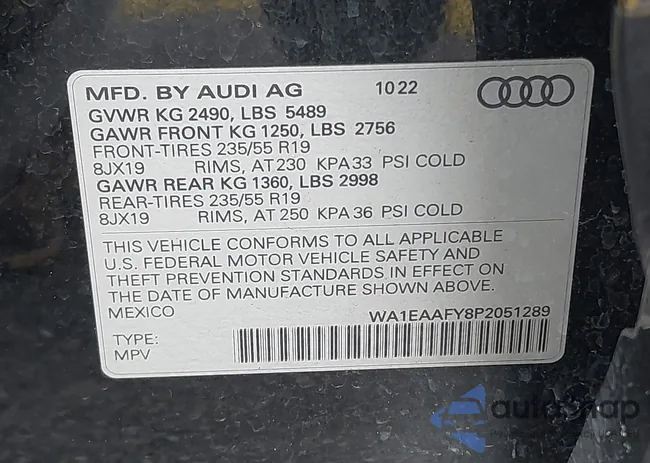 MFD. BY AUDI AG 10 22
GVWR KG 2490, LBS 5489
GAWR FRONT KG 1250, LBS 2756
FRONT-TIRES 235/55 R19
8JX19 RIMS, AT 230 KPA 33 PSI COLD
GAWR REAR KG 1360, LBS 2998
REAR-TIRES 235/55 R19
8JX19 RIMS, AT 250 KPA 36 PSI COLD
THIS VEHICLE CONFORMS TO ALL APPLICABLE
U.S. FEDERAL MOTOR VEHICLE SAFETY AND
THEFT PREVENTION STANDARDS IN EFFECT ON
THE DATE OF MANUFACTURE SHOWN ABOVE.
MEXICO WA1EAAFY8P2051289
TYPE:
MPV
autosnap